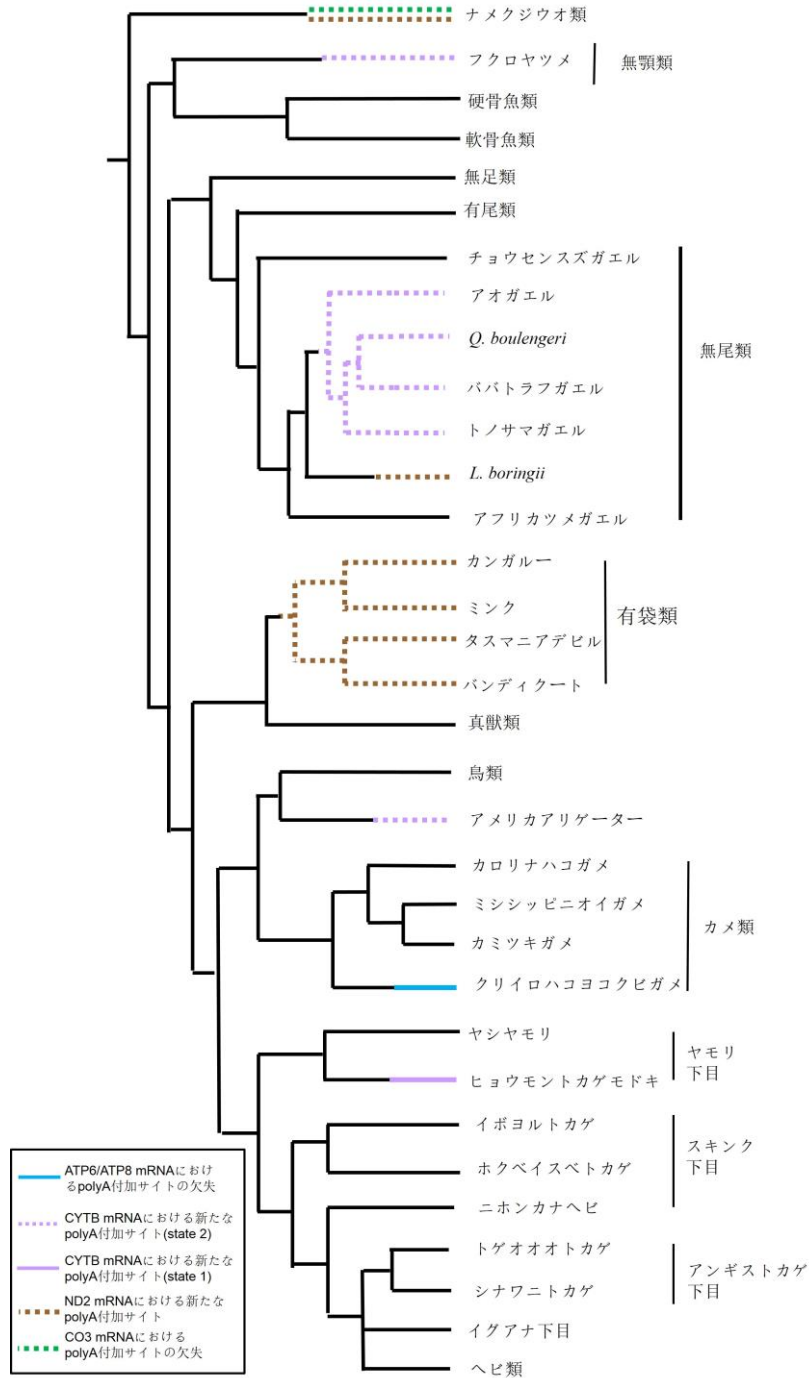 ナメクジウオ類
フクロヤツメ
無顎類
硬骨魚類
軟骨魚類
無足類
有尾類
チョウセンスズガエル
アオガエル
Q. boulengeri
ババトラフガエル
トノサマガエル
L. boringii
アフリカツメガエル
無尾類
カンガルー
ミンク
タスマニアデビル
バンディクート
有袋類
真獣類
鳥類
アメリカアリゲーター
カロリナハコガメ
ミシシッピニオイガメ
カミツキガメ
クリイロハコヨコクビガメ
カメ類
ヤシヤモリ
ヒョウモントカゲモドキ
ヤモリ
下目
イボヨルトカゲ
ホクベイスベトカゲ
ニホンカナヘビ
スキンク
下目
トゲオオオトカゲ
シナワニトカゲ
アンギストカゲ
下目
イグアナ下目
ヘビ類
ATP6/ATP8 mRNAにおけ
るpolyA付加サイトの欠失
CYTB mRNAにおける新たな
polyA付加サイト(state 2)
CYTB mRNAにおける新たな
polyA付加サイト(state 1)
ND2 mRNAにおける新たな
polyA付加サイト
CO3 mRNAにおける
polyA付加サイトの欠失